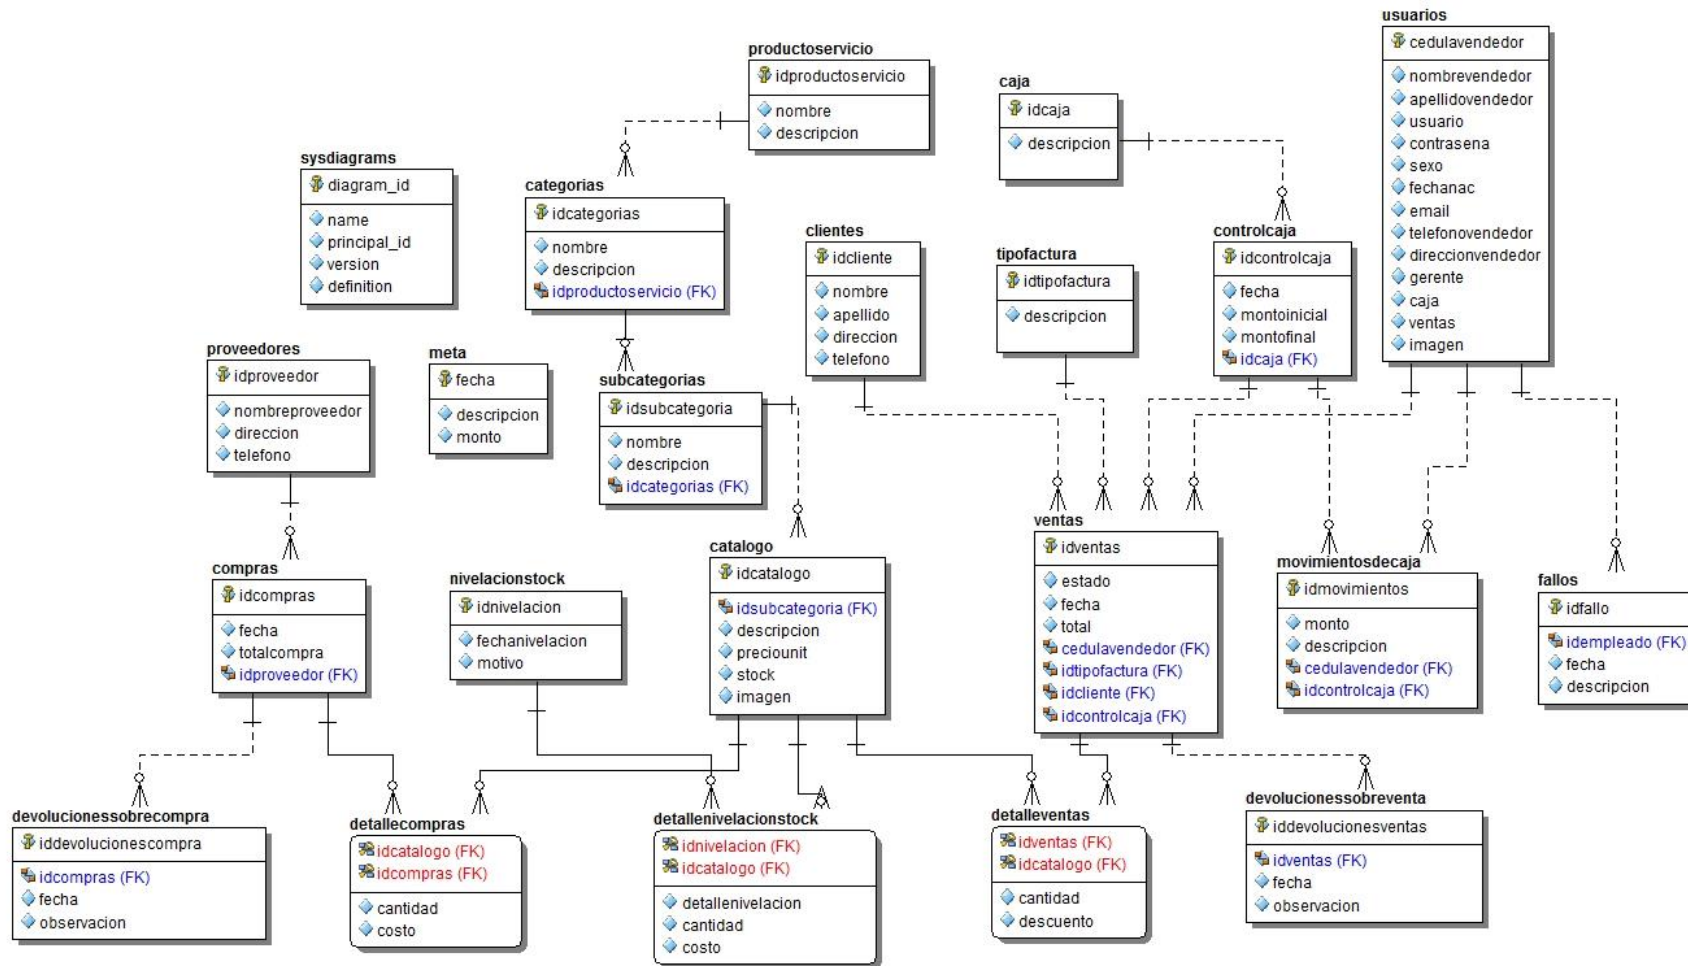 usuarios
cedulavendedor
nombrevendedor
apellidovendedor
usuario
contrasena
sexo
fechanac
email
telefonovendedor
direccionvendedor
gerente
caja
ventas
imagen
productoservicio
idproductoservicio
nombre
descripcion
caja
idcaja
descripcion
sysdiagrams
diagram_id
name
principal_id
version
definition
categorias
idcategorias
nombre
descripcion
idproductoservicio (FK)
clientes
idcliente
nombre
apellido
direccion
telefono
tipofactura
idtipofactura
descripcion
controlcaja
idcontrolcaja
fecha
montoinicial
montofinal
idcaja (FK)
proveedores
idproveedor
nombreproveedor
direccion
telefono
meta
fecha
descripcion
monto
subcategorias
idsubcategoria
nombre
descripcion
idcategorias (FK)
compras
idcompras
fecha
totalcompra
idproveedor (FK)
nivelacionstock
idnivelacion
fechanivelacion
motivo
catalogo
idcatalogo
idsubcategoria (FK)
descripcion
preciounit
stock
imagen
ventas
idventas
estado
fecha
total
cedulavendedor (FK)
idtipofactura (FK)
idcliente (FK)
idcontrolcaja (FK)
movimientosdecaja
idmovimientos
monto
descripcion
cedulavendedor (FK)
idcontrolcaja (FK)
fallos
idfallo
idempleado (FK)
fecha
descripcion
devolucionessobrecompra
iddevolucionescompra
idcompras (FK)
fecha
observacion
detallecompras
idcatalogo (FK)
idcompras (FK)
cantidad
costo
detallenivelacionstock
idnivelacion (FK)
idcatalogo (FK)
detallenivelacion
cantidad
costo
detalleventas
idventas (FK)
idcatalogo (FK)
cantidad
descuento
devolucionessobreventa
iddevolucionesventas
idventas (FK)
fecha
observacion